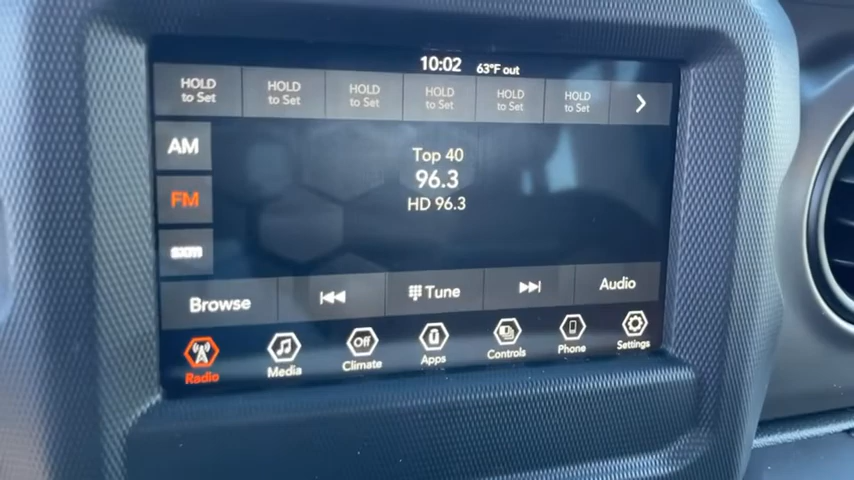 10:02 63°F out
HOLD to Set
HOLD to Set
HOLD to Set
HOLD to Set
HOLD to Set
HOLD to Set
AM
FM
Top 40
96.3
HD 96.3
Browse
Tune
Audio
Radio
Media
Off
Climate
Apps
Controls
Phone
Settings